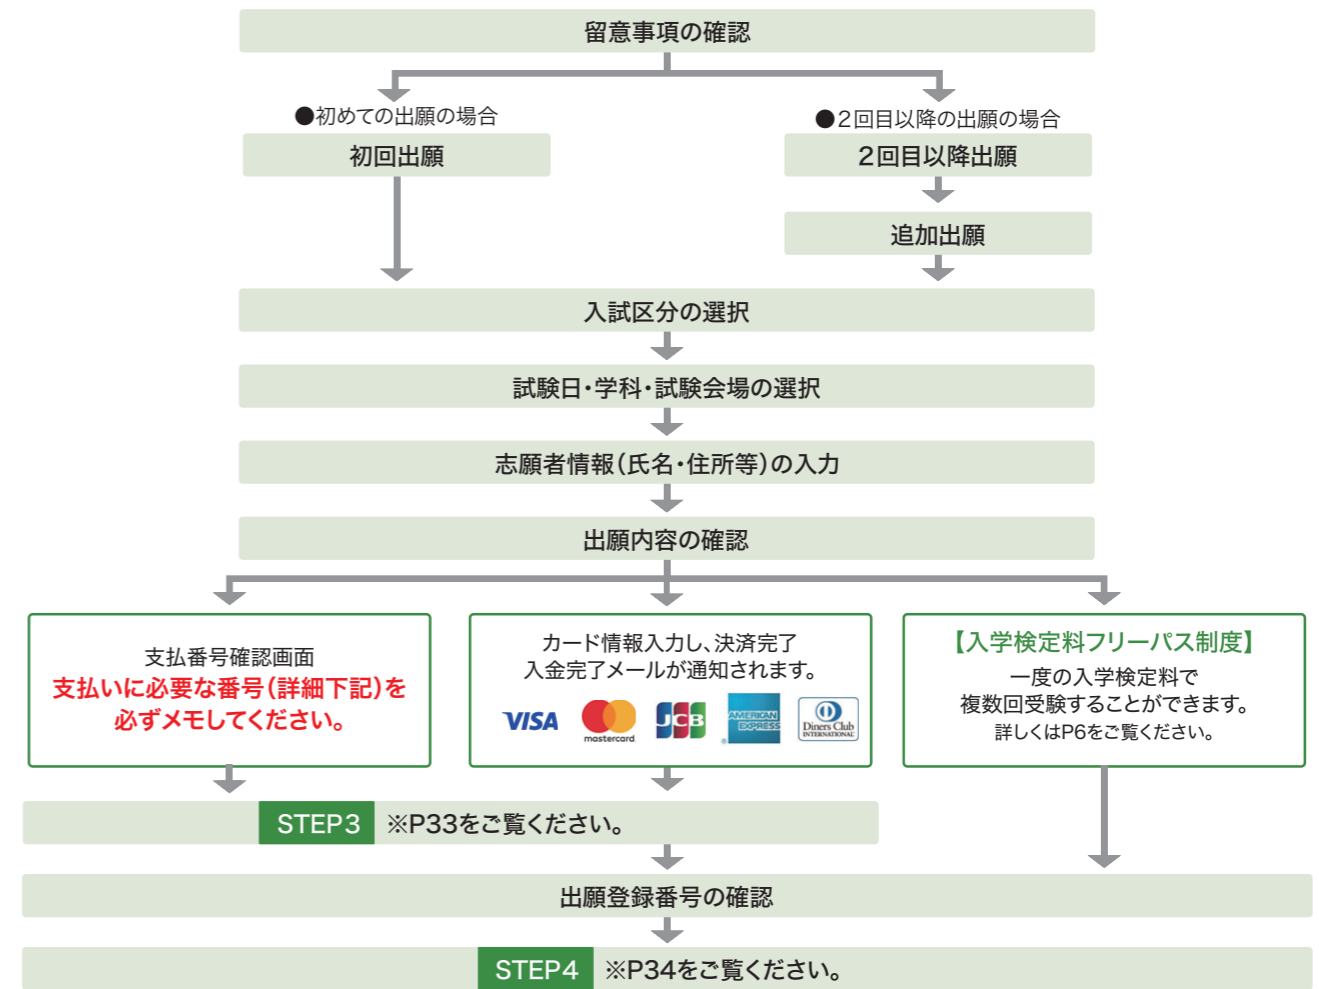 留意事項の確認
●初めての出願の場合
●2回目以降の出願の場合
初回出願
2回目以降出願
追加出願
入試区分の選択
試験日・学科・試験会場の選択
志願者情報(氏名・住所等)の入力
出願内容の確認
支払番号確認画面
支払いに必要な番号(詳細下記)を
必ずメモしてください。
カード情報入力し、決済完了
入金完了メールが通知されます。
VISA
mastercard
JCB
AMERICAN
EXPRESS
Diners Club
INTERNATIONAL
【入学検定料フリーパス制度】
一度の入学検定料で
複数回受験することができます。
詳しくはP6をご覧ください。
STEP3 ※P33をご覧ください。
出願登録番号の確認
STEP4 ※P34をご覧ください。